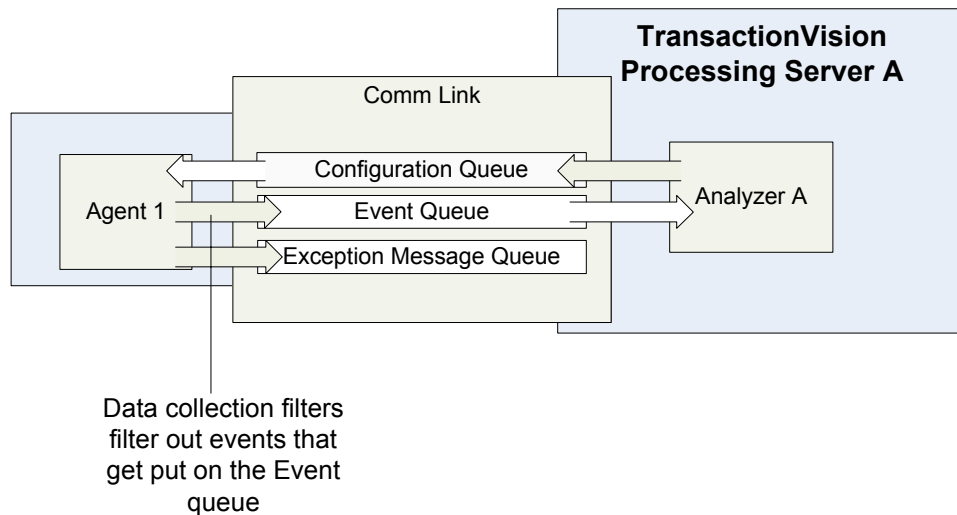 TransactionVision
Processing Server A
Comm Link
Configuration Queue
Agent 1
Event Queue
Analyzer A
Exception Message Queue
Data collection filters
filter out events that
get put on the Event
queue